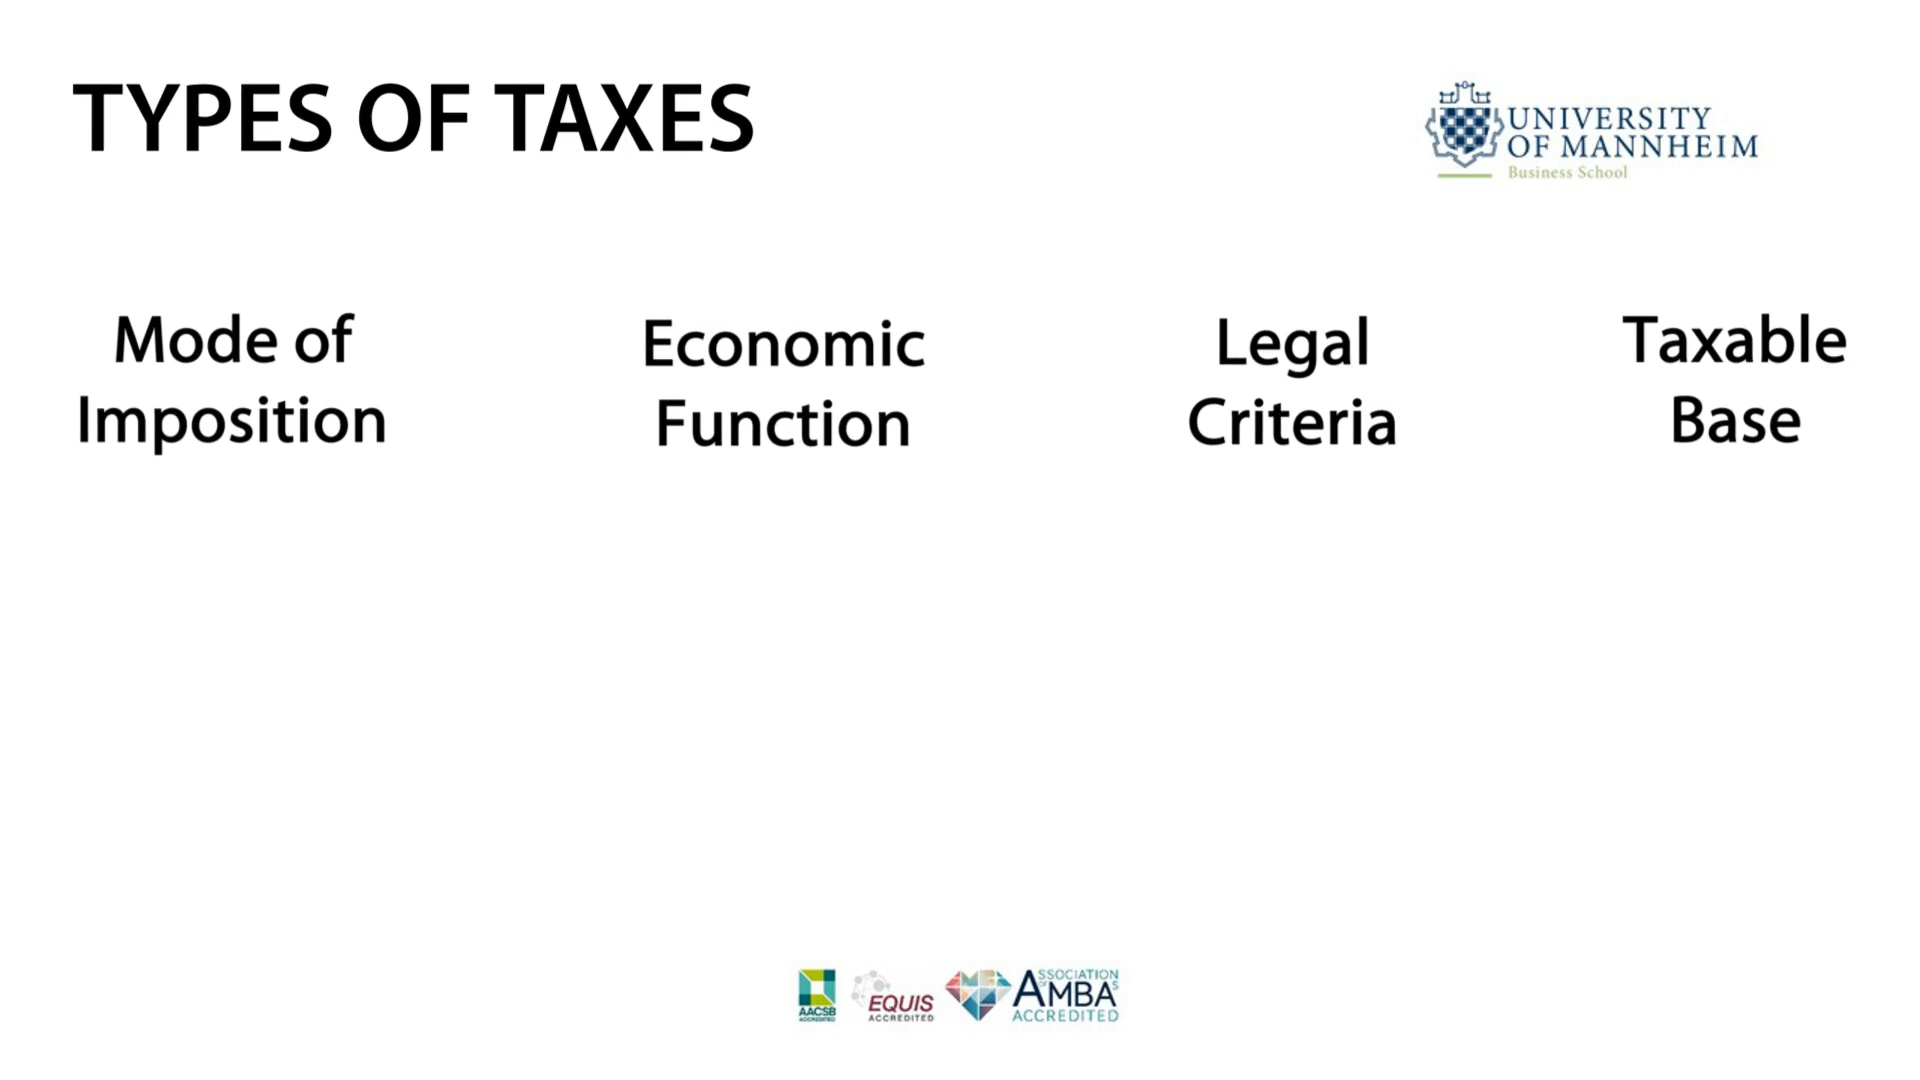 TYPES OF TAXES
UNIVERSITY
OF MANNHEIM
Business School
Mode of
Imposition
Economic
Function
Legal
Criteria
Taxable
Base
AACSB
ACCREDITED
EQUIS
ACCREDITED
ASSOCIATION
AMBA
ACCREDITED